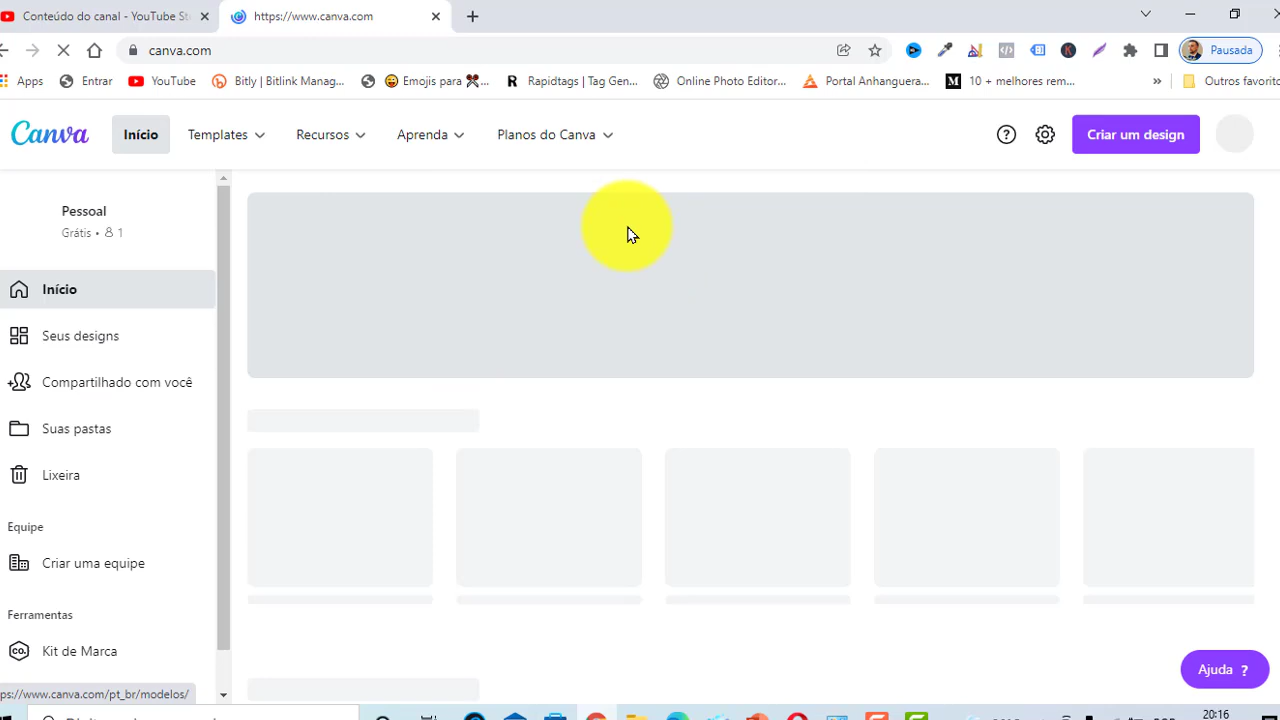 Conteúdo do canal - YouTube St
https://www.canva.com
canva.com
Pausada
Apps
Entrar
YouTube
Bitly | Bitlink Manag...
Emojis para
Rapidtags | Tag Gen...
Online Photo Editor...
Portal Anhanguera...
10 + melhores rem...
»
Outros favorito
Canva
Início
Templates
Recursos
Aprenda
Planos do Canva
Criar um design
Pessoal
Grátis • 1
Início
Seus designs
Compartilhado com você
Suas pastas
Lixeira
Equipe
Criar uma equipe
Ferramentas
CO.
Kit de Marca
Ajuda ?
ps://www.canva.com/pt_br/modelos/
20:16